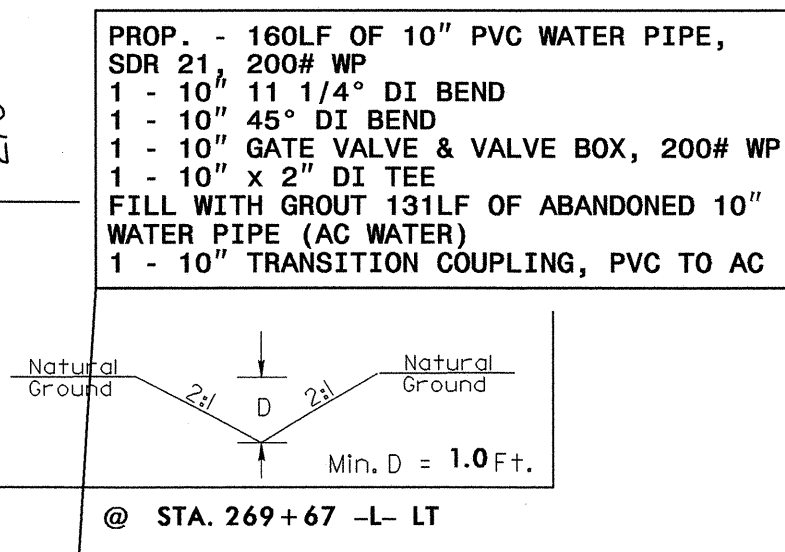 PROP. - 160LF OF 10" PVC WATER PIPE,
SDR 21, 200# WP
1 - 10" 11 1/4° DI BEND
1 - 10" 45° DI BEND
1 - 10" GATE VALVE & VALVE BOX, 200# WP
1 - 10" x 2" DI TEE
FILL WITH GROUT 131LF OF ABANDONED 10"
WATER PIPE (AC WATER)
1 - 10" TRANSITION COUPLING, PVC TO AC
Natural
Ground
2:1
D
2:1
Natural
Ground
Min. D = 1.0 Ft.
@ STA. 269+67 -L- LT